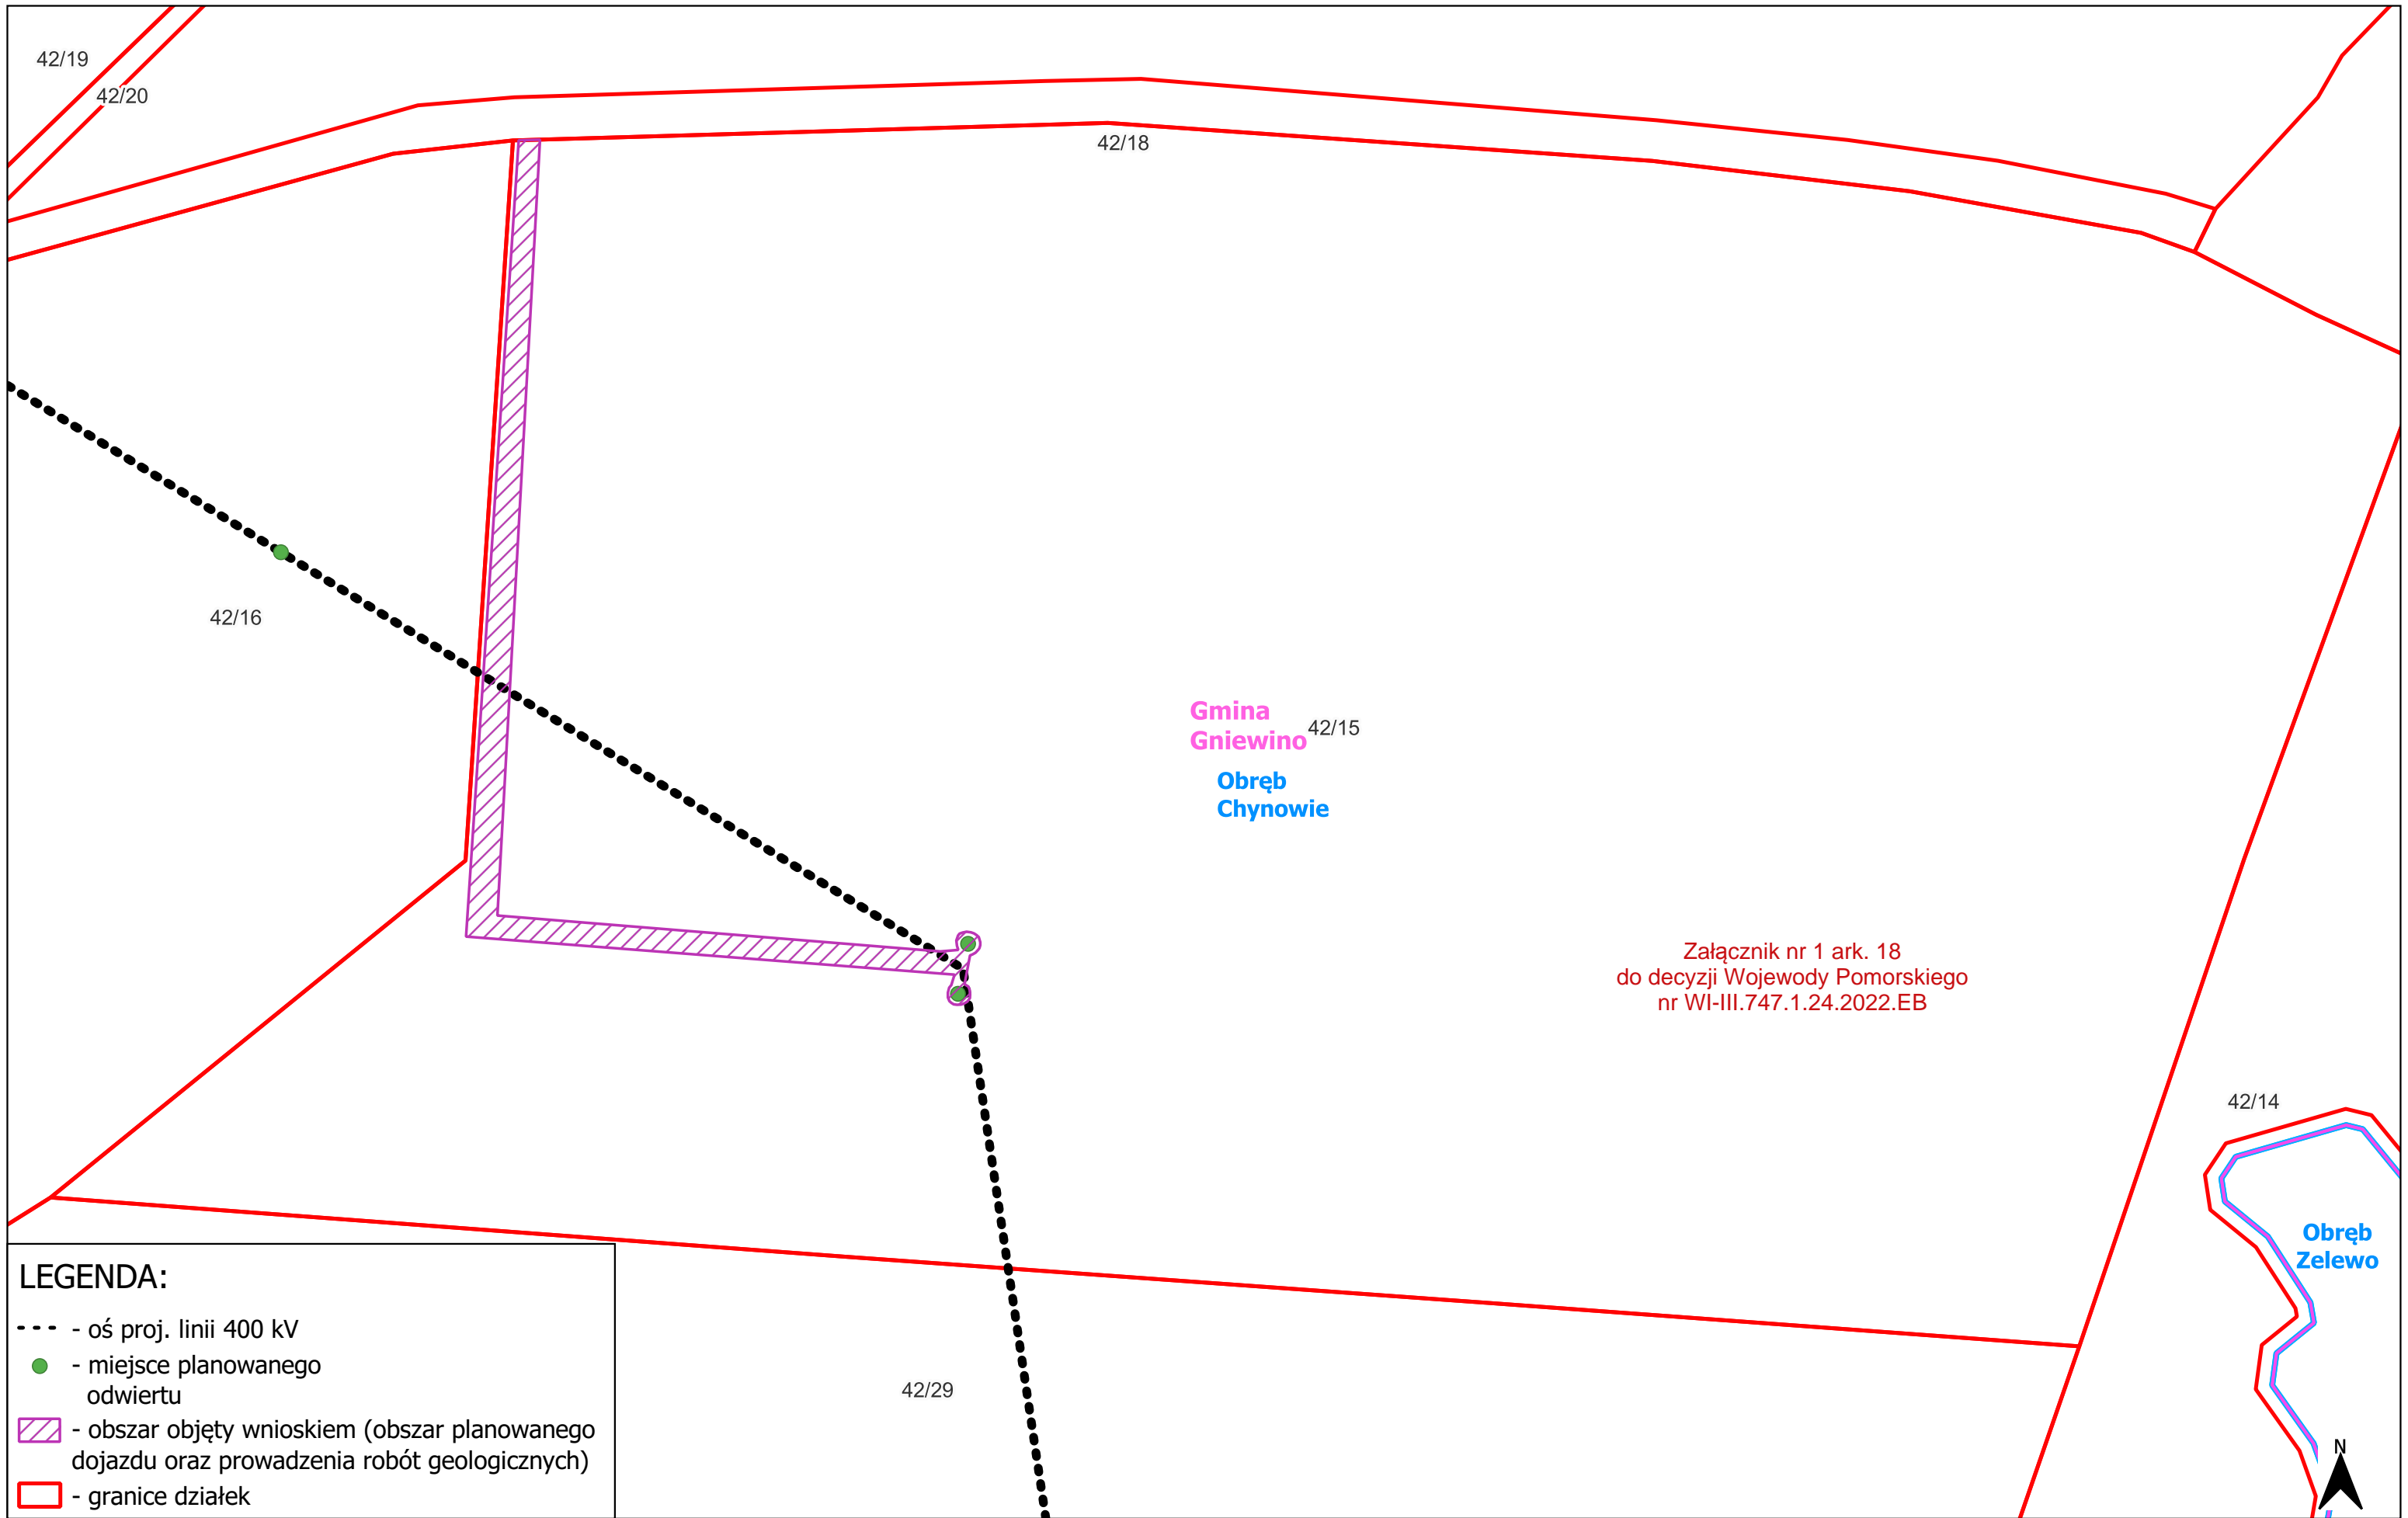 42/19
42/20
42/18
42/16
Gmina
Gniewino
42/15
Obręb
Chynowie
Załącznik nr 1 ark. 18
do decyzji Wojewody Pomorskiego
nr WI-III.747.1.24.2022.EB
42/14
Obręb
Zelewo
42/29
N
LEGENDA:
- oś proj. linii 400 kV
- miejsce planowanego
odwiertu
- obszar objęty wnioskiem (obszar planowanego
dojazdu oraz prowadzenia robót geologicznych)
- granice działek